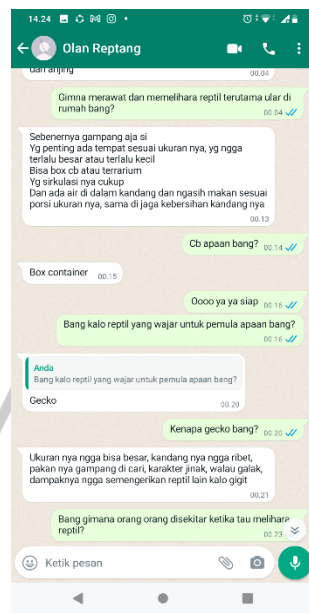 14.24
Olan Reptang
dan anjing
00.04
Gimna merawat dan memelihara reptil terutama ular di
rumah bang?
00.04
Sebenernya gampang aja si
Yg penting ada tempat sesuai ukuran nya, yg ngga
terlalu besar atau terlalu kecil
Bisa box cb atau terrarium
Yg sirkulasi nya cukup
Dan ada air di dalam kandang dan ngasih makan sesuai
porsi ukuran nya, sama di jaga kebersihan kandang nya
00.13
Cb apaan bang? 00.14
Box container 00.15
Oooo ya ya siap 00.16
Bang kalo reptil yang wajar untuk pemula apaan bang?
00.16
Anda
Bang kalo reptil yang wajar untuk pemula apaan bang?
Gecko
00.20
Kenapa gecko bang? 00.20
Ukuran nya ngga bisa besar, kandang nya ngga ribet,
pakan nya gampang di cari, karakter jinak, walau galak,
dampaknya ngga semengerikan reptil lain kalo gigit
00.21
Bang gimana orang orang disekitar ketika tau melihara
reptil?
00.23
Ketik pesan